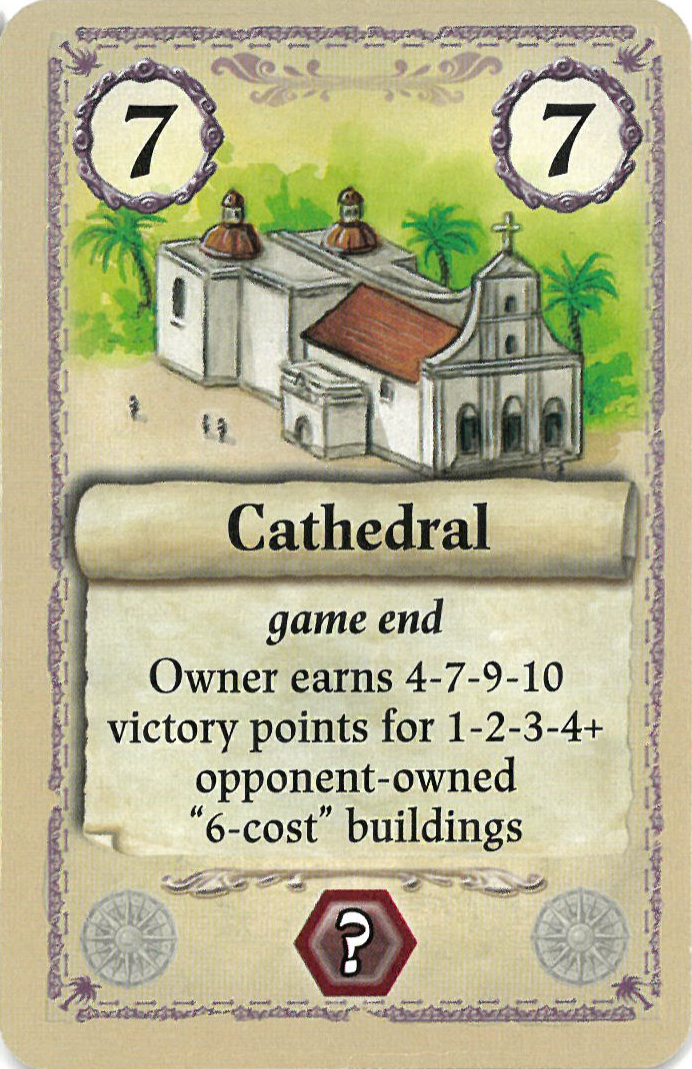 7 7
Cathedral
game end
Owner earns 4-7-9-10
victory points for 1-2-3-4+
opponent-owned
“6-cost” buildings
?